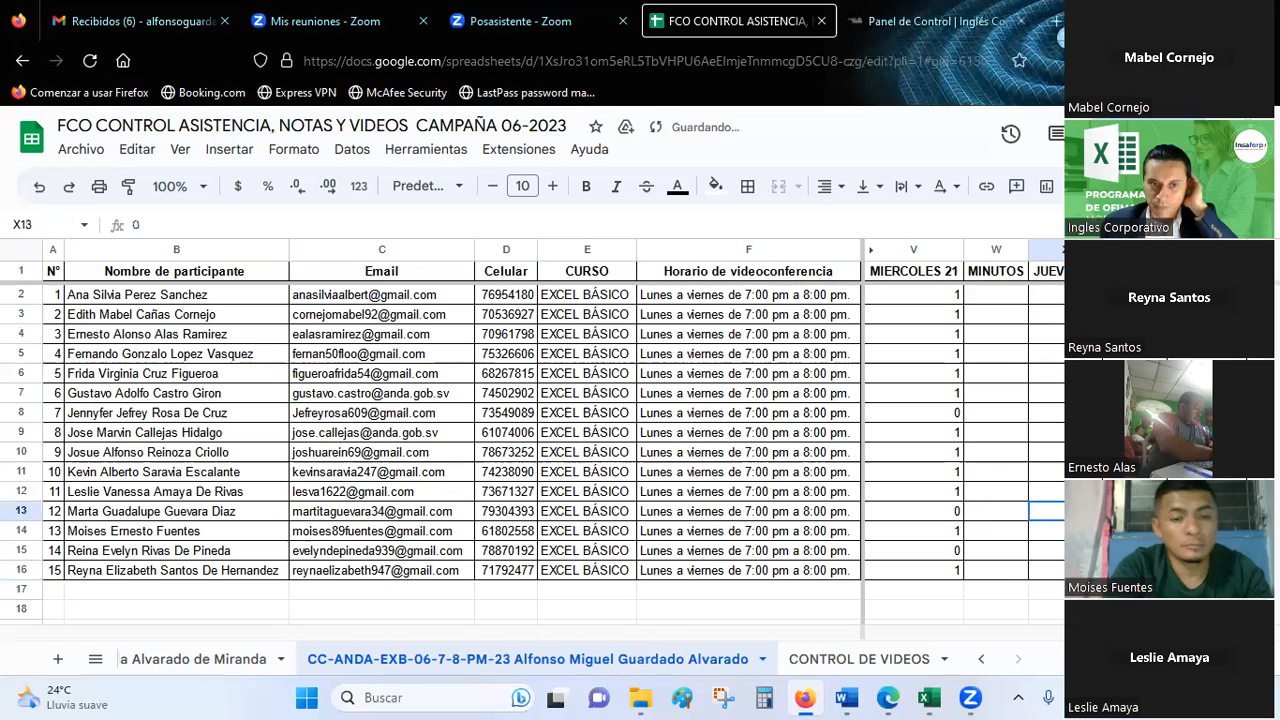 Recibidos (6) - alfonsoguarda
Mis reuniones - Zoom
Posasistente - Zoom
FCO CONTROL ASISTENCIA,
Panel de Control | Inglés Co
https://docs.google.com/spreadsheets/d/1XsJro31om5eRL5TbVHPU6AeEImjeTnmmcgD5CU8-czg/edit?pli=1#gid=
Comenzar a usar Firefox
Booking.com
Express VPN
McAfee Security
LastPass password ma...
FCO CONTROL ASISTENCIA, NOTAS Y VIDEOS CAMPAÑA 06-2023
Guardando...
Archivo Editar Ver Insertar Formato Datos Herramientas Extensiones Ayuda
100% $ % .0 .00 123 Predet... 10 B I A
X13 fx 0
A B C D E F V W
1 N° Nombre de participante Email Celular CURSO Horario de videoconferencia MIERCOLES 21 MINUTOS JUEV
2 1 Ana Silvia Perez Sanchez anasilviaalbert@gmail.com 76954180 EXCEL BÁSICO Lunes a viernes de 7:00 pm a 8:00 pm. 1
3 2 Edith Mabel Cañas Cornejo cornejomabel92@gmail.com 70536927 EXCEL BÁSICO Lunes a viernes de 7:00 pm a 8:00 pm. 1
4 3 Ernesto Alonso Alas Ramirez ealasramirez@gmail.com 70961798 EXCEL BÁSICO Lunes a viernes de 7:00 pm a 8:00 pm. 1
5 4 Fernando Gonzalo Lopez Vasquez fernan50floo@gmail.com 75326606 EXCEL BÁSICO Lunes a viernes de 7:00 pm a 8:00 pm. 1
6 5 Frida Virginia Cruz Figueroa figueroafrida54@gmail.com 68267815 EXCEL BÁSICO Lunes a viernes de 7:00 pm a 8:00 pm. 1
7 6 Gustavo Adolfo Castro Giron gustavo.castro@anda.gob.sv 74502902 EXCEL BÁSICO Lunes a viernes de 7:00 pm a 8:00 pm. 1
8 7 Jennyfer Jefrey Rosa De Cruz Jefreyrosa609@gmail.com 73549089 EXCEL BÁSICO Lunes a viernes de 7:00 pm a 8:00 pm. 0
9 8 Jose Marvin Callejas Hidalgo jose.callejas@anda.gob.sv 61074006 EXCEL BÁSICO Lunes a viernes de 7:00 pm a 8:00 pm. 1
10 9 Josue Alfonso Reinoza Criollo joshuarein69@gmail.com 78673252 EXCEL BÁSICO Lunes a viernes de 7:00 pm a 8:00 pm. 1
11 10 Kevin Alberto Saravia Escalante kevinsaravia247@gmail.com 74238090 EXCEL BÁSICO Lunes a viernes de 7:00 pm a 8:00 pm. 1
12 11 Leslie Vanessa Amaya De Rivas lesva1622@gmail.com 73671327 EXCEL BÁSICO Lunes a viernes de 7:00 pm a 8:00 pm. 1
13 12 Marta Guadalupe Guevara Diaz martitaguevara34@gmail.com 79304393 EXCEL BÁSICO Lunes a viernes de 7:00 pm a 8:00 pm. 0
14 13 Moises Ernesto Fuentes moises89fuentes@gmail.com 61802558 EXCEL BÁSICO Lunes a viernes de 7:00 pm a 8:00 pm. 1
15 14 Reina Evelyn Rivas De Pineda evelyndepineda939@gmail.com 78870192 EXCEL BÁSICO Lunes a viernes de 7:00 pm a 8:00 pm. 0
16 15 Reyna Elizabeth Santos De Hernandez reynaelizabeth947@gmail.com 71792477 EXCEL BÁSICO Lunes a viernes de 7:00 pm a 8:00 pm. 1
17
18
a Alvarado de Miranda
CC-ANDA-EXB-06-7-8-PM-23 Alfonso Miguel Guardado Alvarado
CONTROL DE VIDEOS
24°C
Lluvia suave
Buscar
Mabel Cornejo
Mabel Cornejo
Insaforp
PROGRAMA
DE OFIM
Ingles Corporativo
Reyna Santos
Reyna Santos
Ernesto Alas
Moises Fuentes
Leslie Amaya
Leslie Amaya